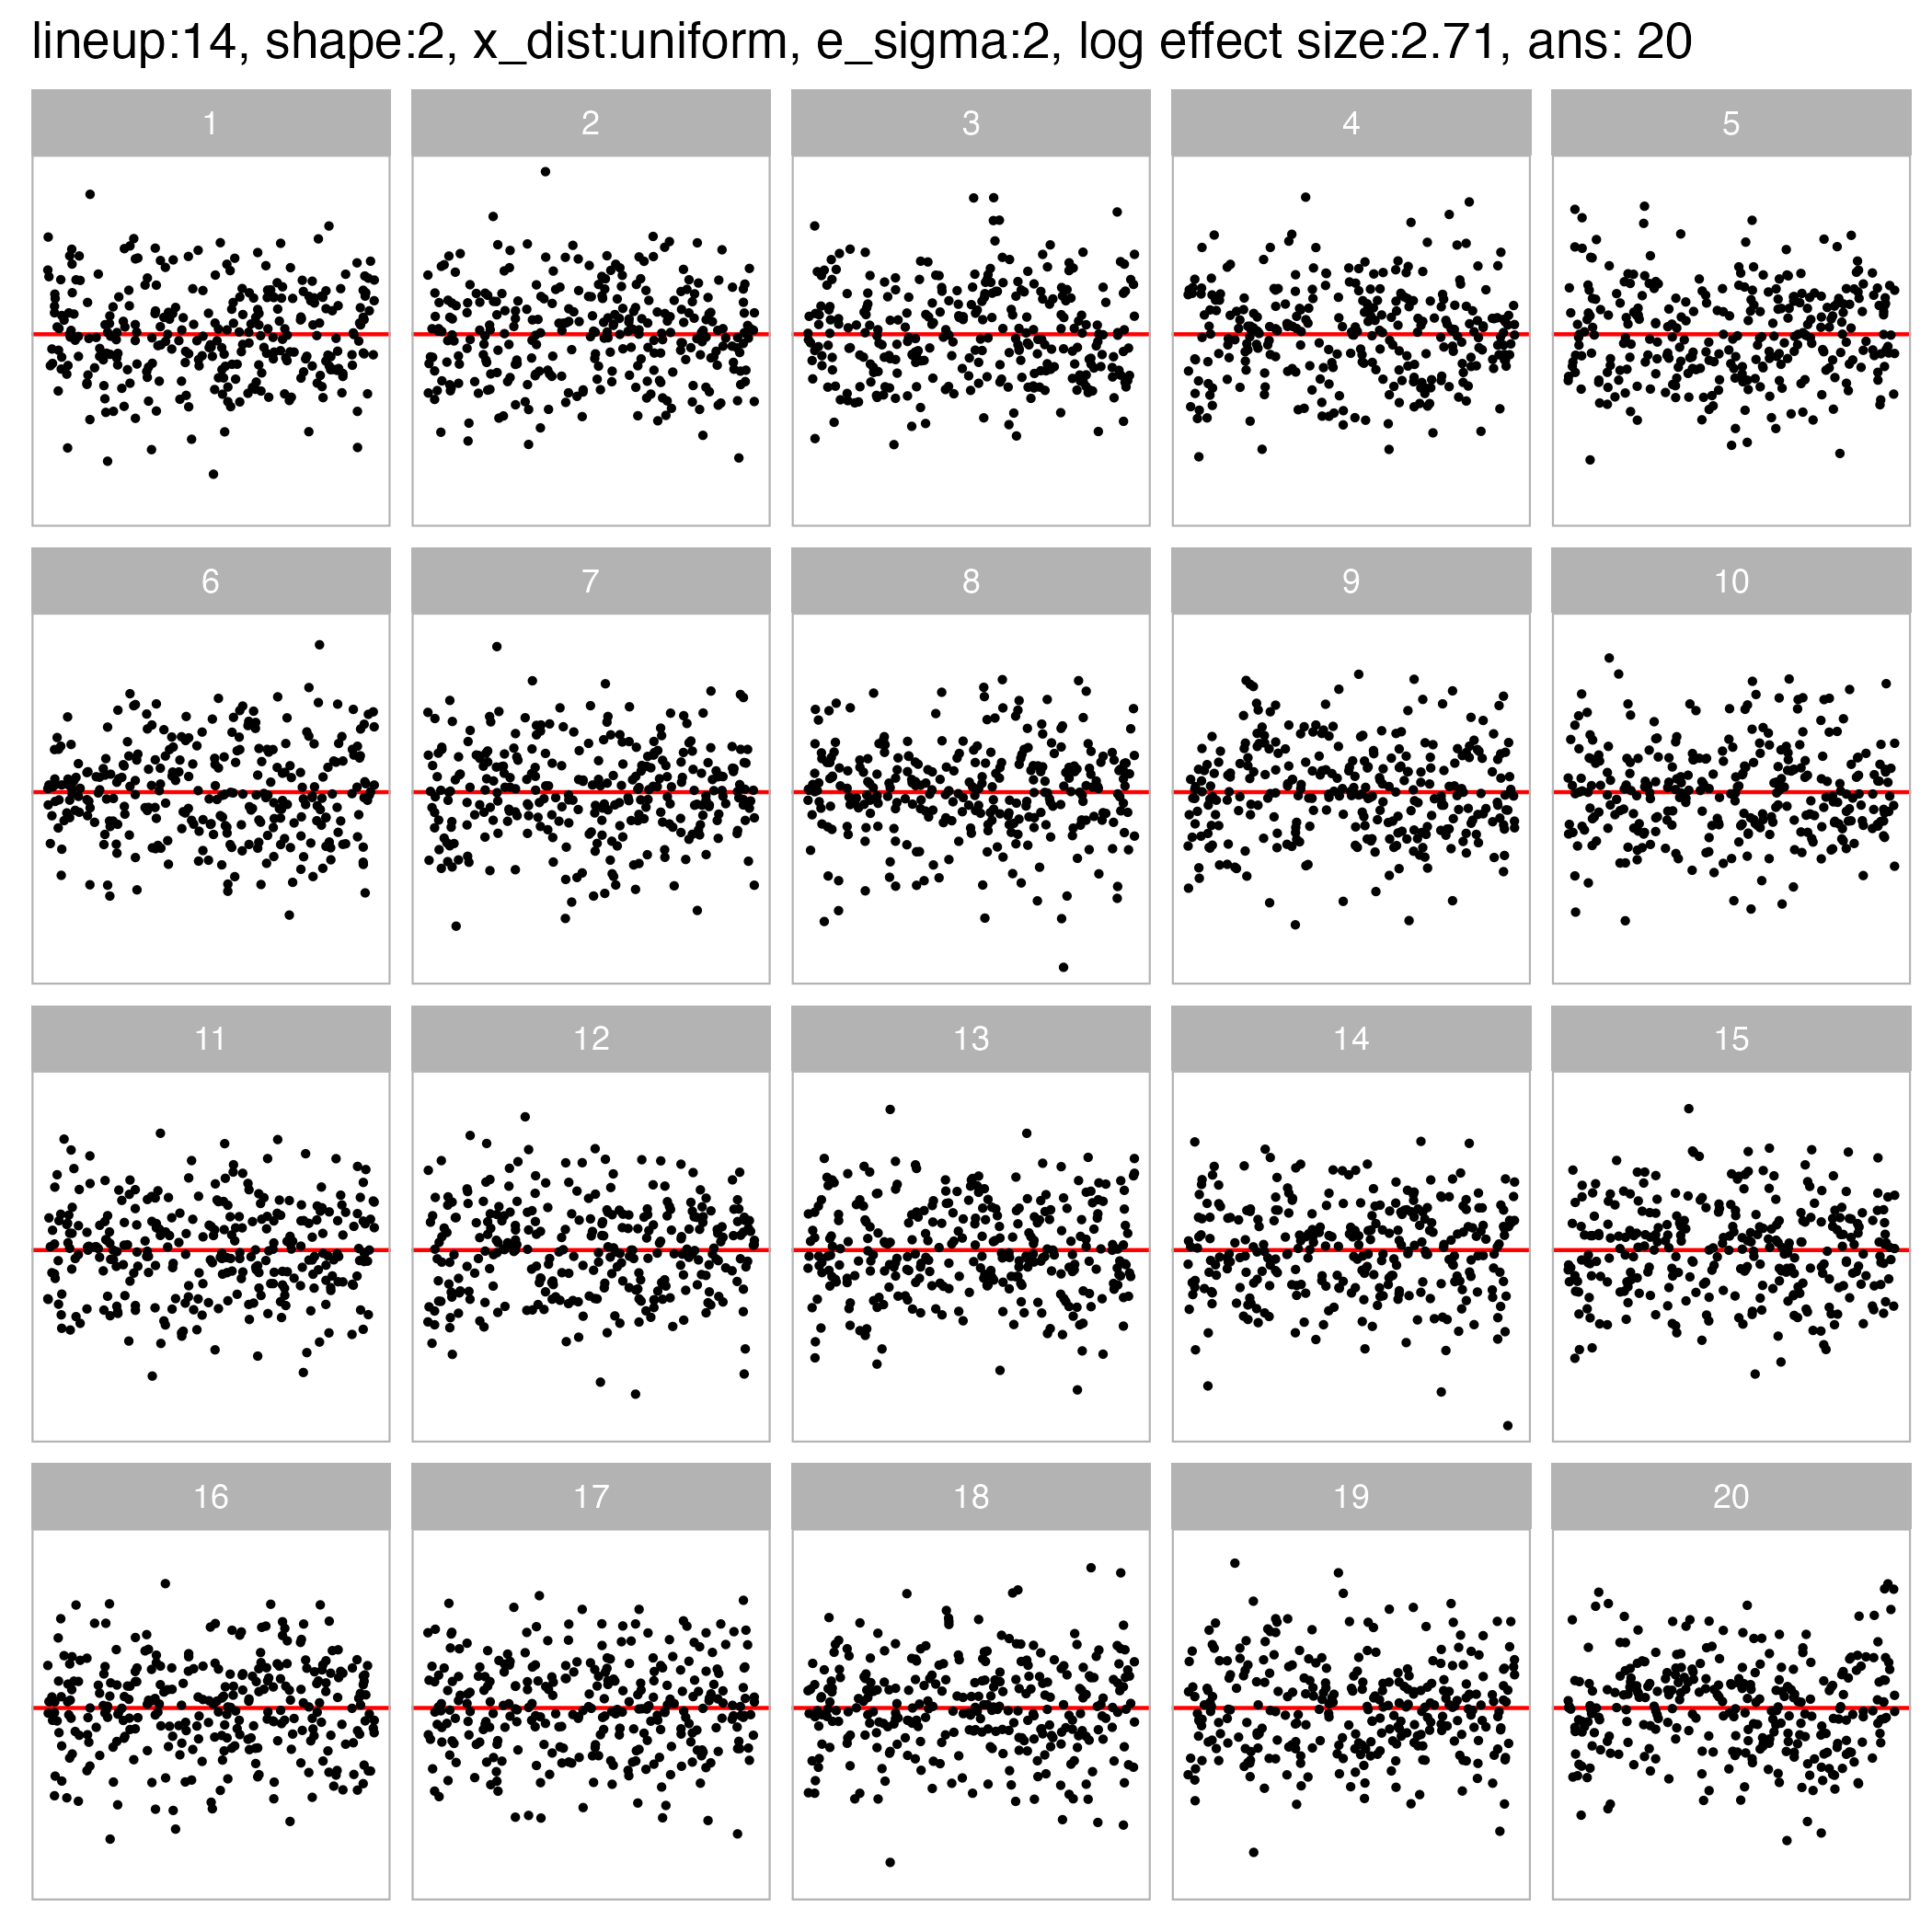 lineup:14, shape:2, x_dist:uniform, e_sigma:2, log effect size:2.71, ans: 20
1 2 3 4 5
6 7 8 9 10
11 12 13 14 15
16 17 18 19 20